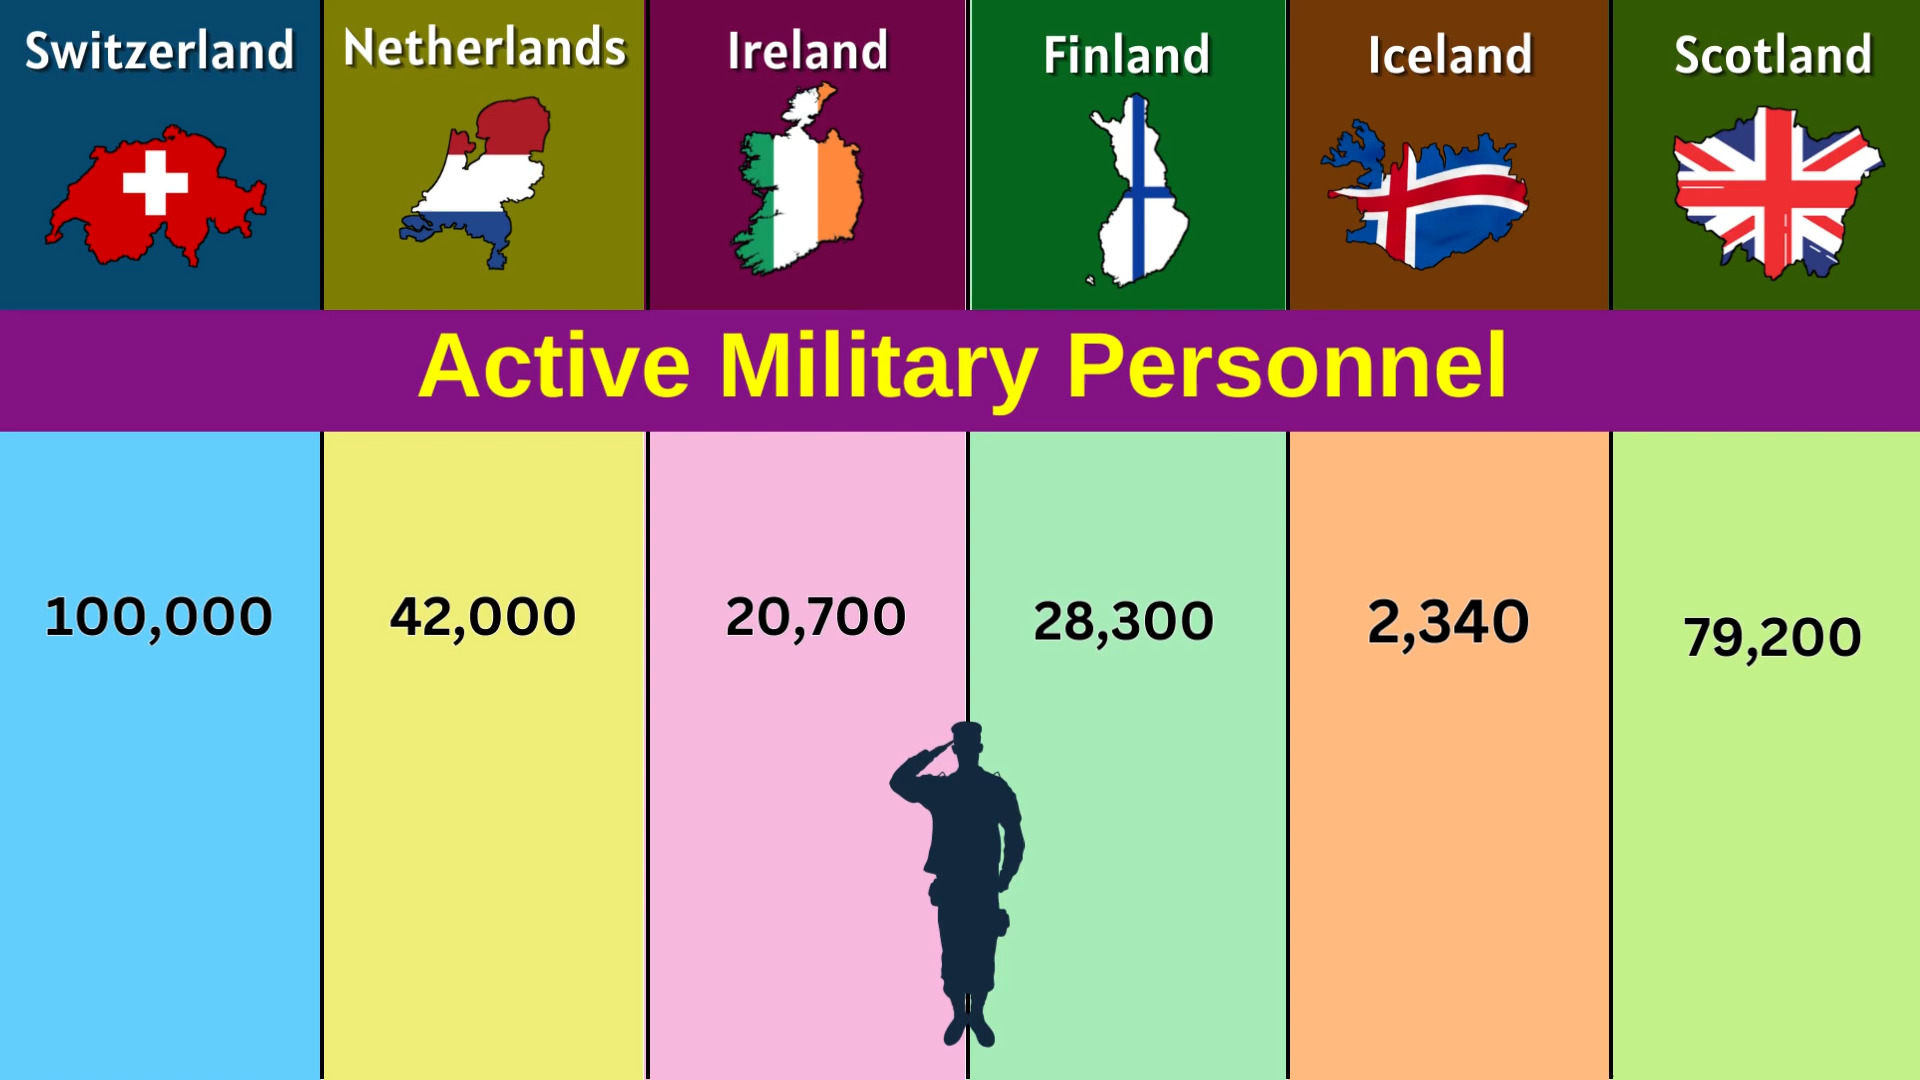 Switzerland
Netherlands
Ireland
Finland
Iceland
Scotland
Active Military Personnel
100,000
42,000
20,700
28,300
2,340
79,200